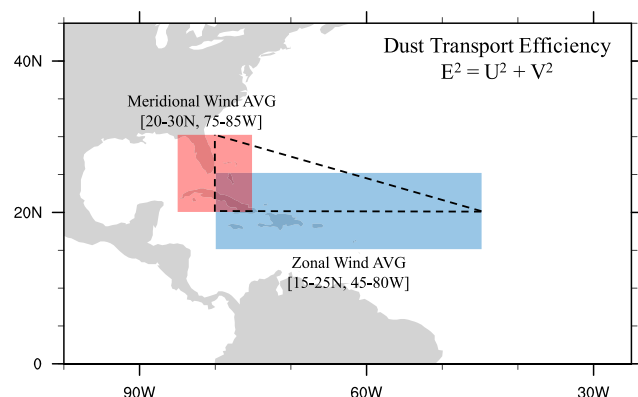 Dust Transport Efficiency
E² = U² + V²
40N
Meridional Wind AVG
[20-30N, 75-85W]
20N
Zonal Wind AVG
[15-25N, 45-80W]
0
90W
60W
30W